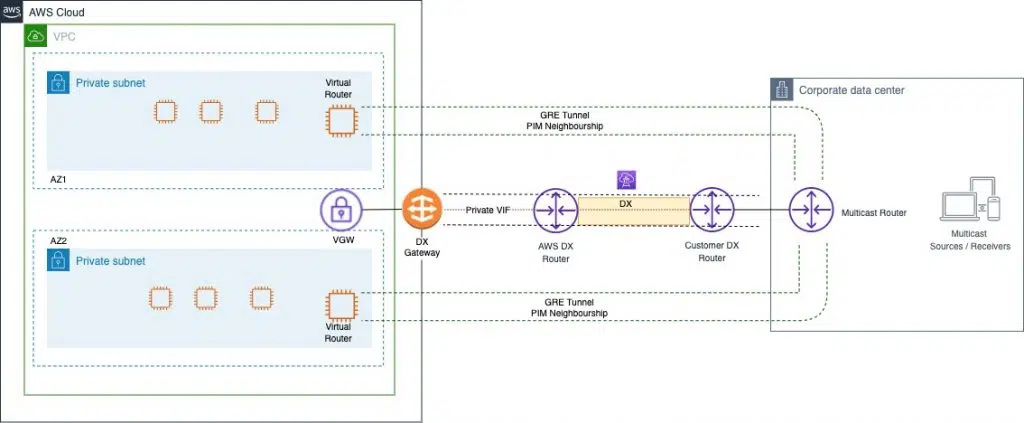 aws
AWS Cloud
VPC
Private subnet
Virtual
Router
AZ1
GRE Tunnel
PIM Neighbourship
Corporate data center
VGW
DX
Gateway
Private VIF
AWS DX
Router
DX
Customer DX
Router
Multicast Router
Multicast
Sources / Receivers
AZ2
Private subnet
Virtual
Router
GRE Tunnel
PIM Neighbourship